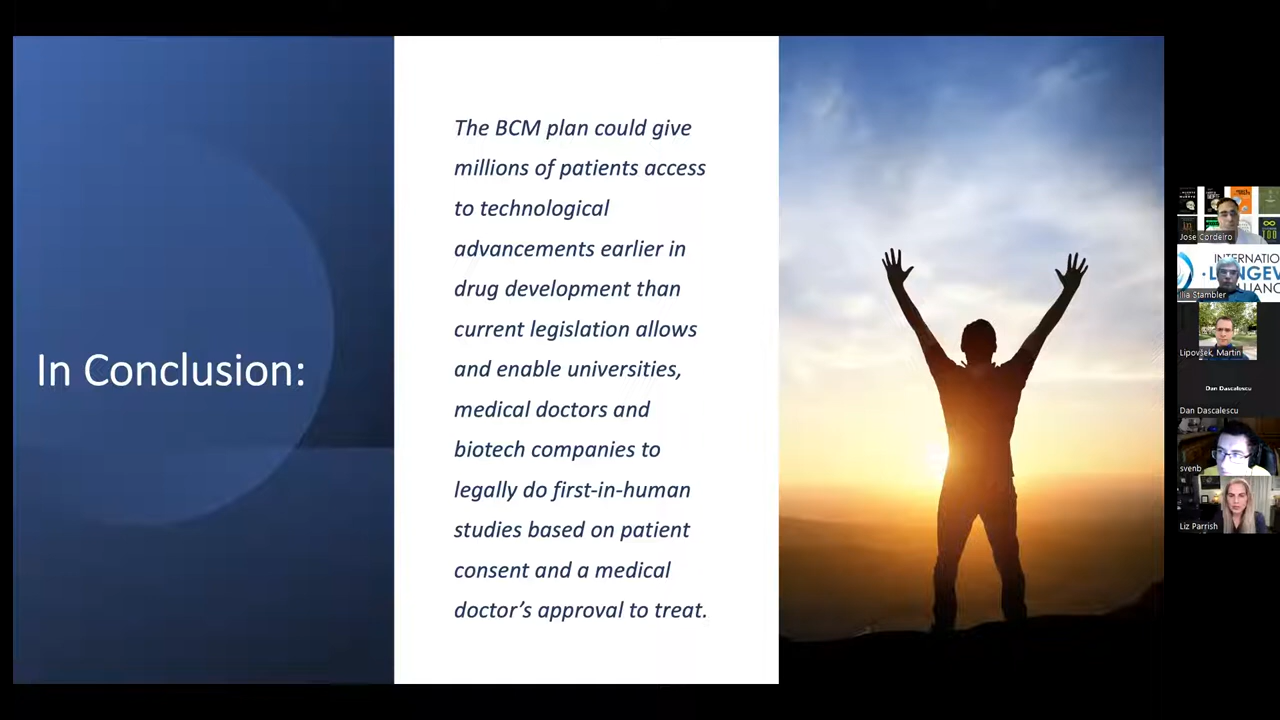 In Conclusion:
The BCM plan could give
millions of patients access
to technological
advancements earlier in
drug development than
current legislation allows
and enable universities,
medical doctors and
biotech companies to
legally do first-in-human
studies based on patient
consent and a medical
doctor's approval to treat.
Jose Cordeiro
INTERNATIO
LONGEV
LLIANC
Ilia Stambler
Lipovšek, Martin
Dan Dascalescu
Dan Dascalescu
svenb
Liz Parrish